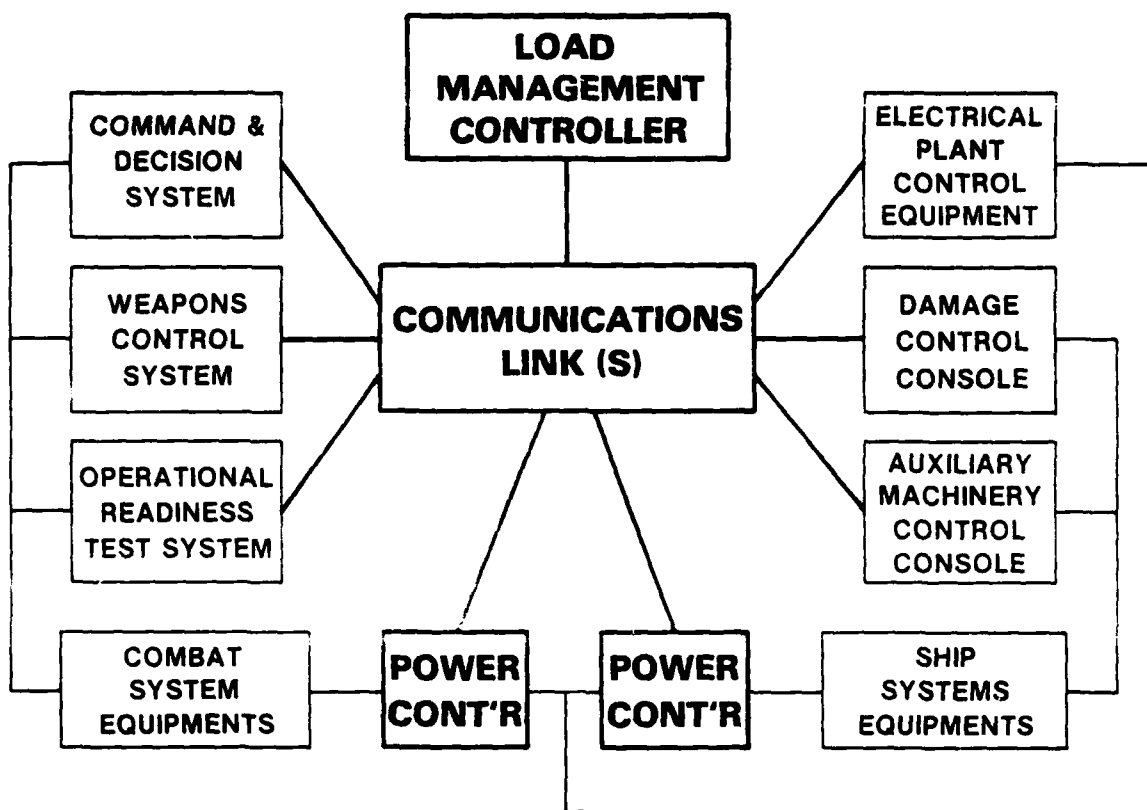 LOAD
MANAGEMENT
CONTROLLER
COMMAND &
DECISION
SYSTEM
ELECTRICAL
PLANT
CONTROL
EQUIPMENT
WEAPONS
CONTROL
SYSTEM
COMMUNICATIONS
LINK (S)
DAMAGE
CONTROL
CONSOLE
OPERATIONAL
READINESS
TEST SYSTEM
AUXILIARY
MACHINERY
CONTROL
CONSOLE
COMBAT
SYSTEM
EQUIPMENTS
POWER
CONT'R
POWER
CONT'R
SHIP
SYSTEMS
EQUIPMENTS